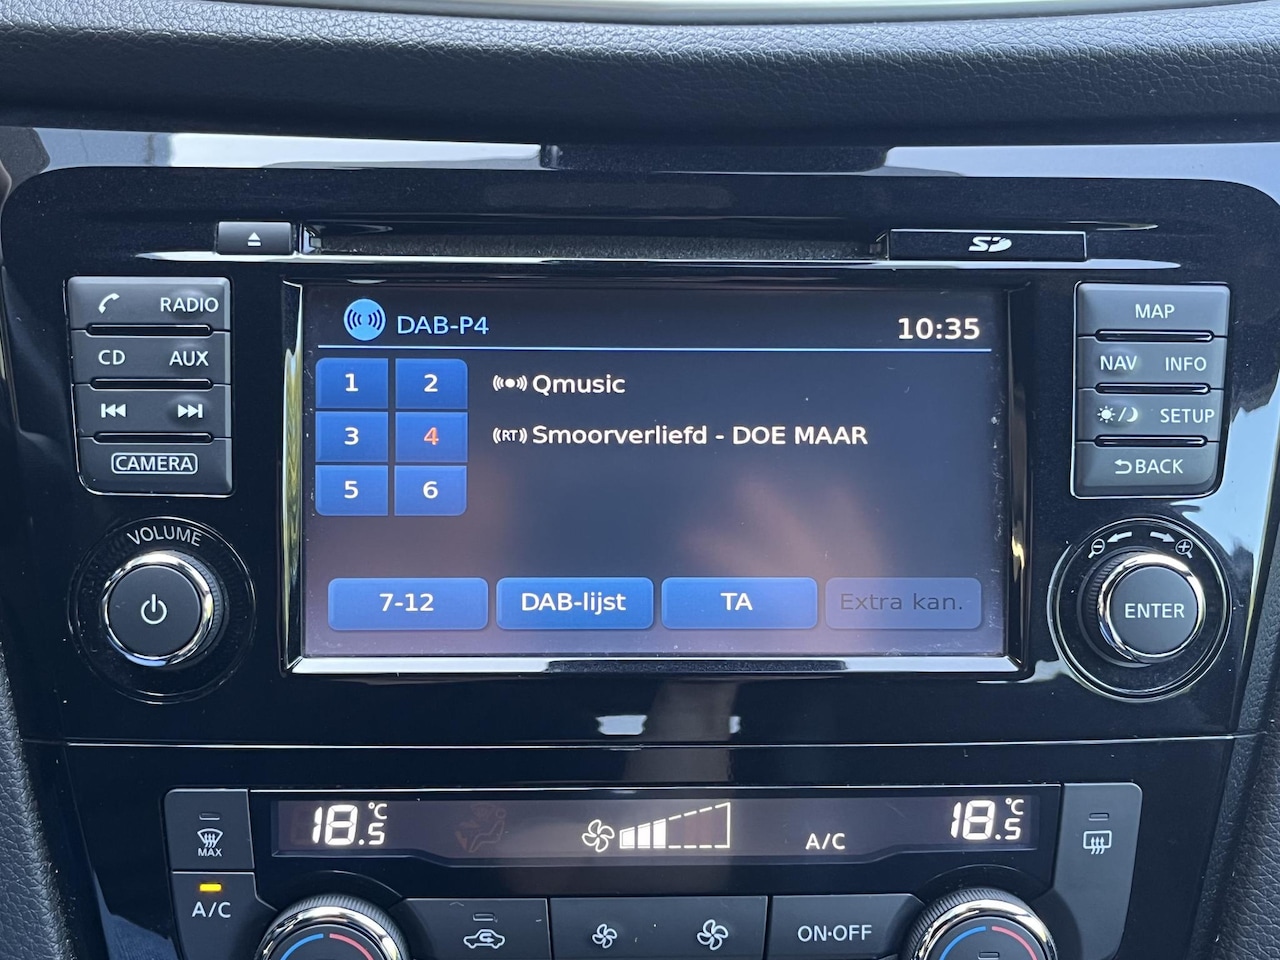 SD
RADIO
CD AUX
CAMERA
VOLUME
DAB-P4 10:35
1 2 Qmusic
3 4 (RT) Smoorverliefd - DOE MAAR
5 6
7-12 DAB-lijst TA Extra kan.
MAP
NAV INFO
SETUP
BACK
ENTER
18.5 °C A/C 18.5 °C
MAX
A/C
ON·OFF